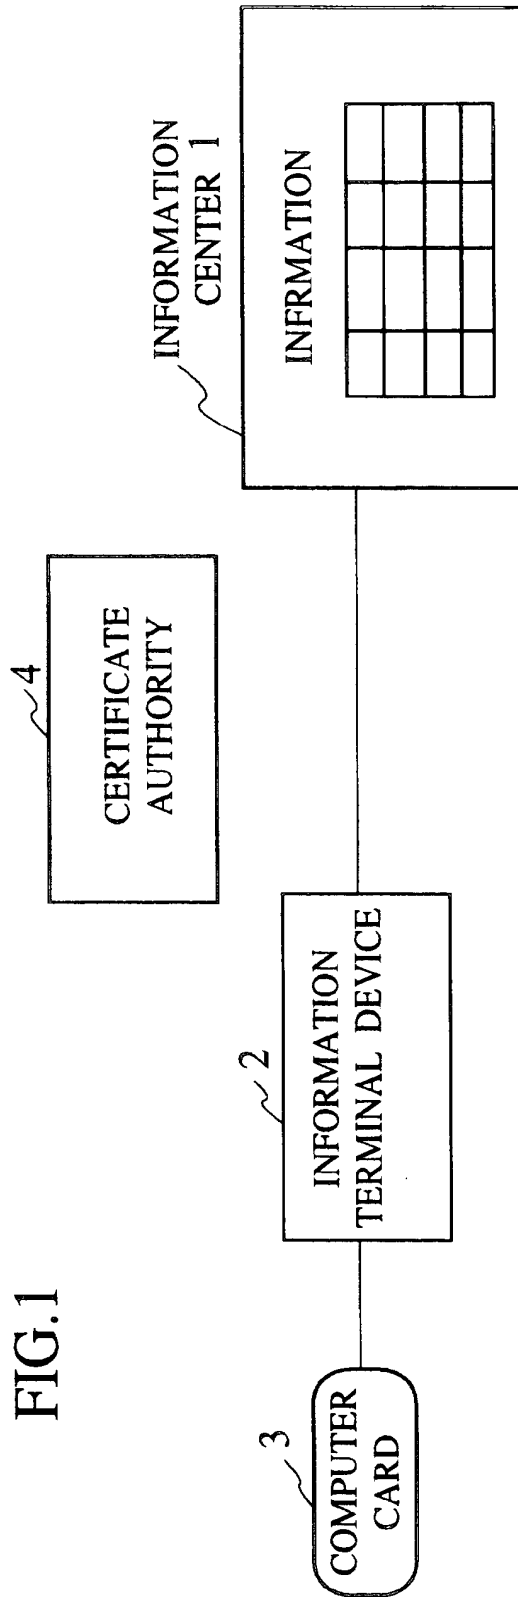 FIG.1
4
CERTIFICATE
AUTHORITY
INFORMATION
CENTER 1
INFRMATION
2
INFORMATION
TERMINAL DEVICE
3
COMPUTER
CARD